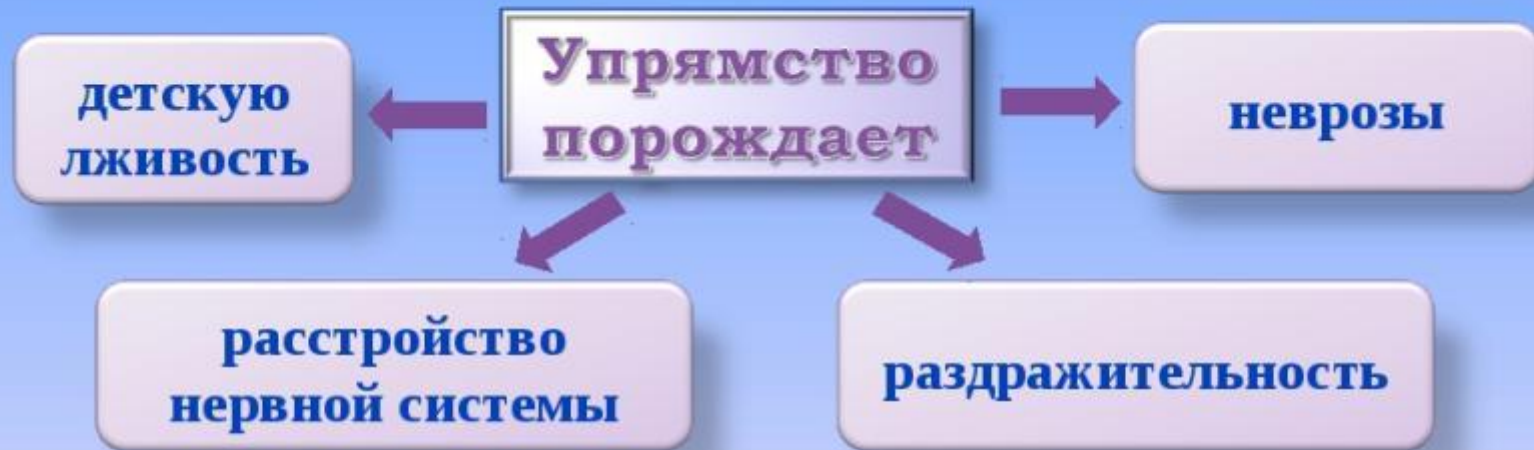 Упрямство
порождает
детскую
лживость
неврозы
расстройство
нервной системы
раздражительность